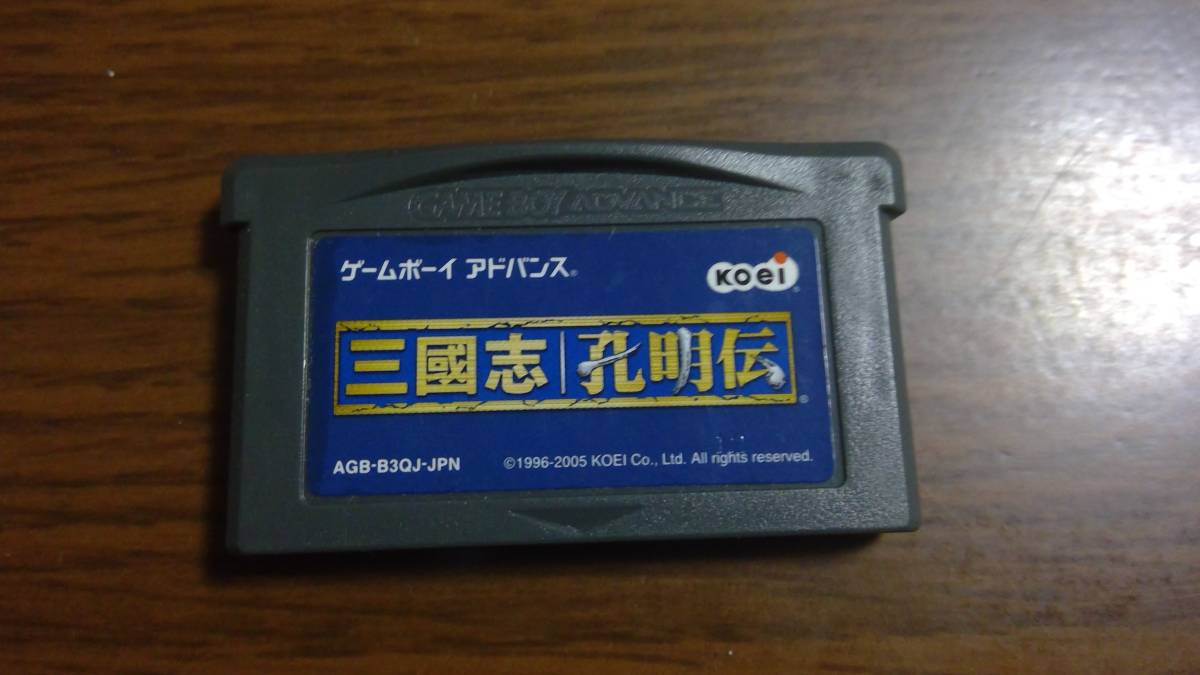 GAME BOY ADVANCE
ゲームボーイ アドバンス®
KOEI®
三國志|孔明伝®
AGB-B3QJ-JPN
©1996-2005 KOEI Co., Ltd. All rights reserved.